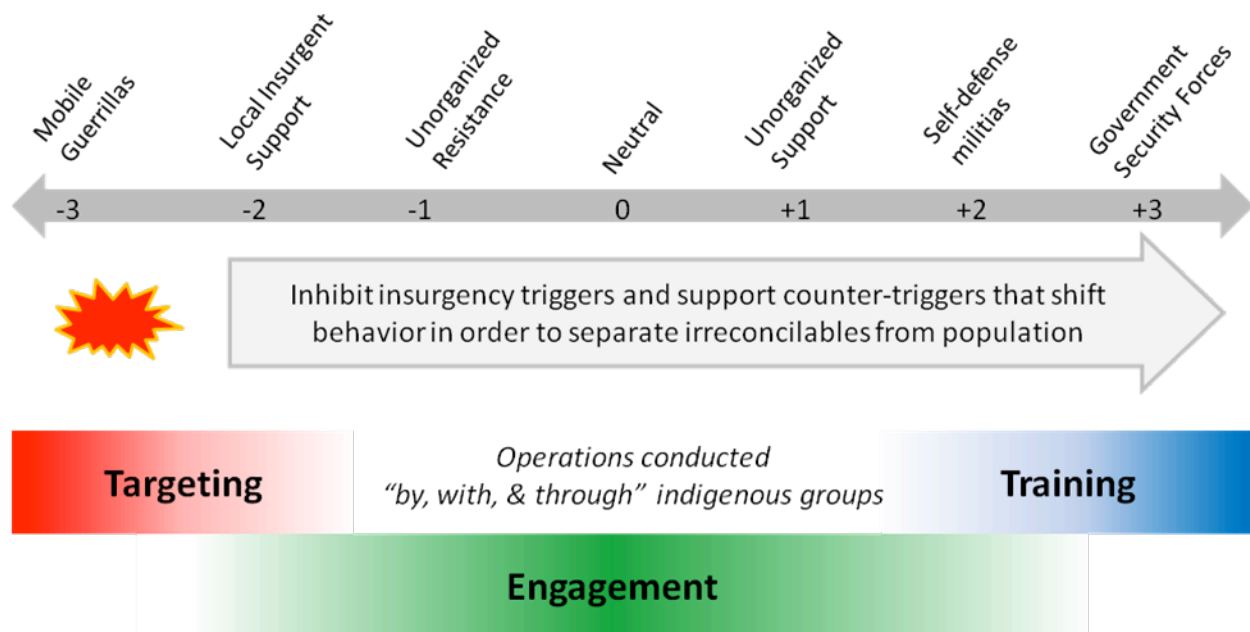 Mobile
Guerrillas
Local Insurgent
Support
Unorganized
Resistance
Neutral
Unorganized
Support
Self-defense
militias
Government
Security Forces
-3
-2
-1
0
+1
+2
+3
Inhibit insurgency triggers and support counter-triggers that shift
behavior in order to separate irreconcilables from population
Targeting
Operations conducted
“by, with, & through” indigenous groups
Training
Engagement